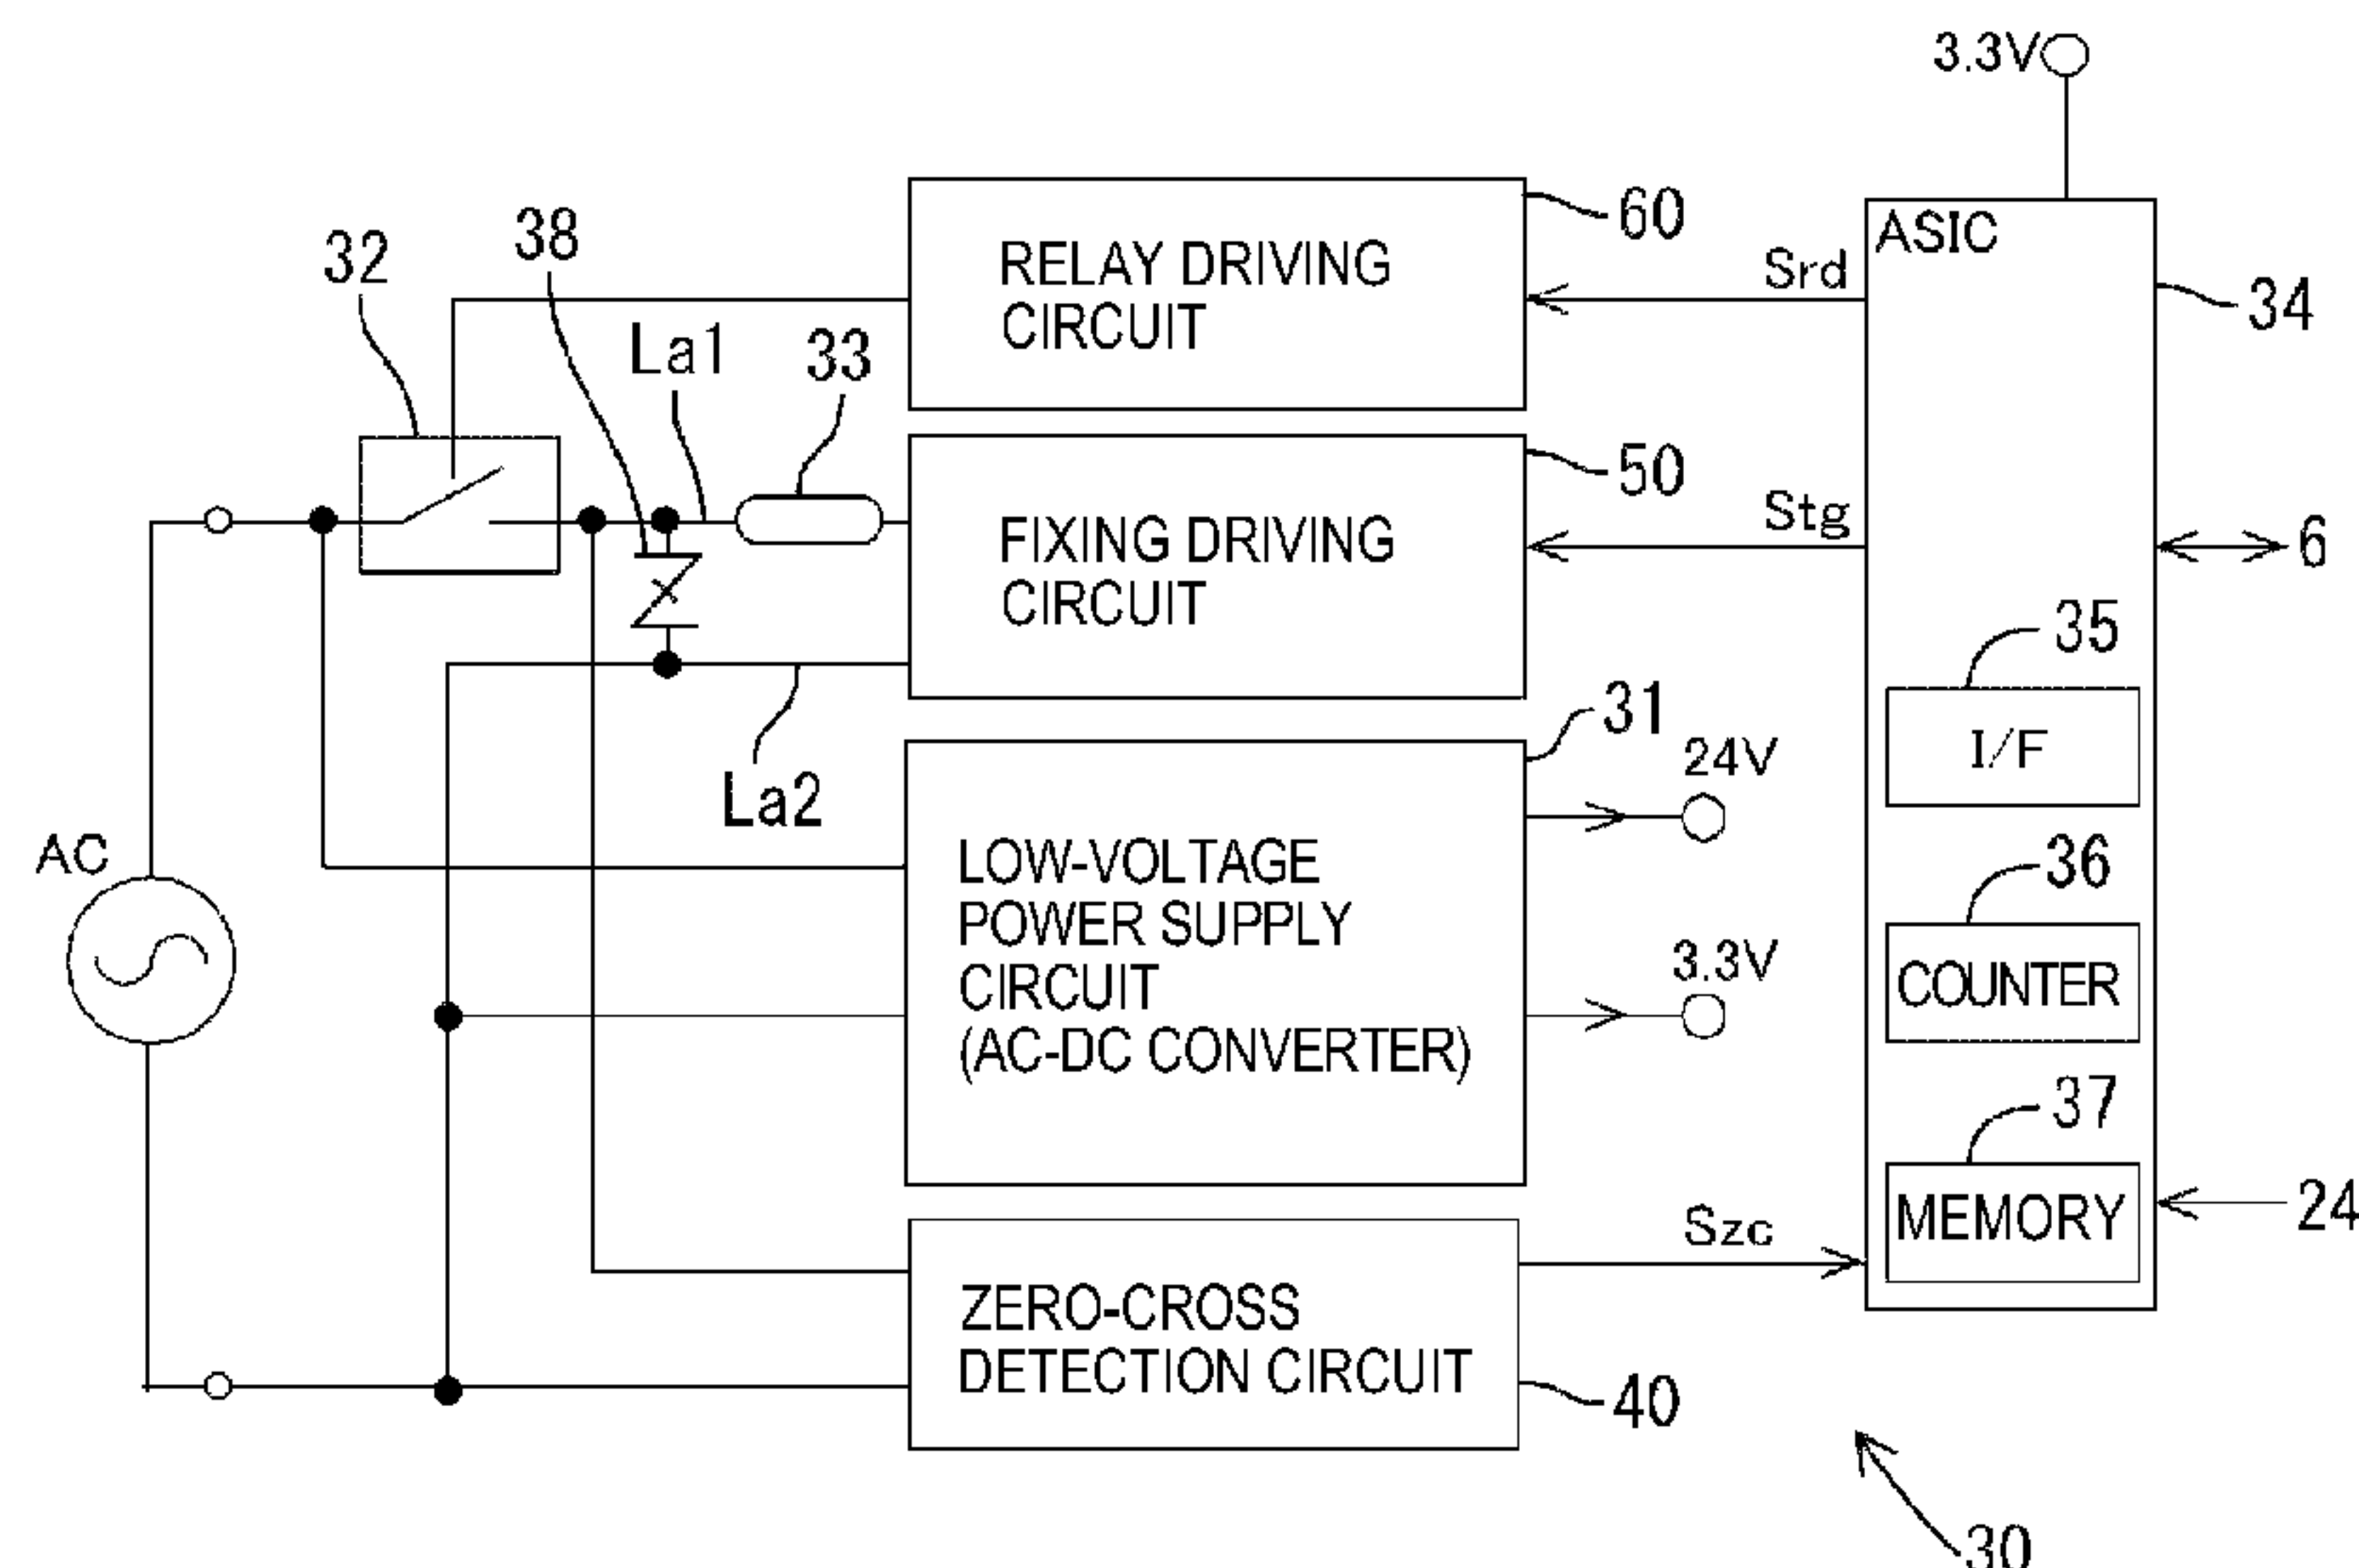 3.3V
60
ASIC
38
32
RELAY DRIVING
CIRCUIT
Srd
34
La1
33
50
FIXING DRIVING
CIRCUIT
Stg
6
35
31
24V
I/F
La2
AC
LOW-VOLTAGE
POWER SUPPLY
CIRCUIT
(AC-DC CONVERTER)
36
3.3V
COUNTER
37
24
MEMORY
Szc
ZERO-CROSS
DETECTION CIRCUIT
40
30